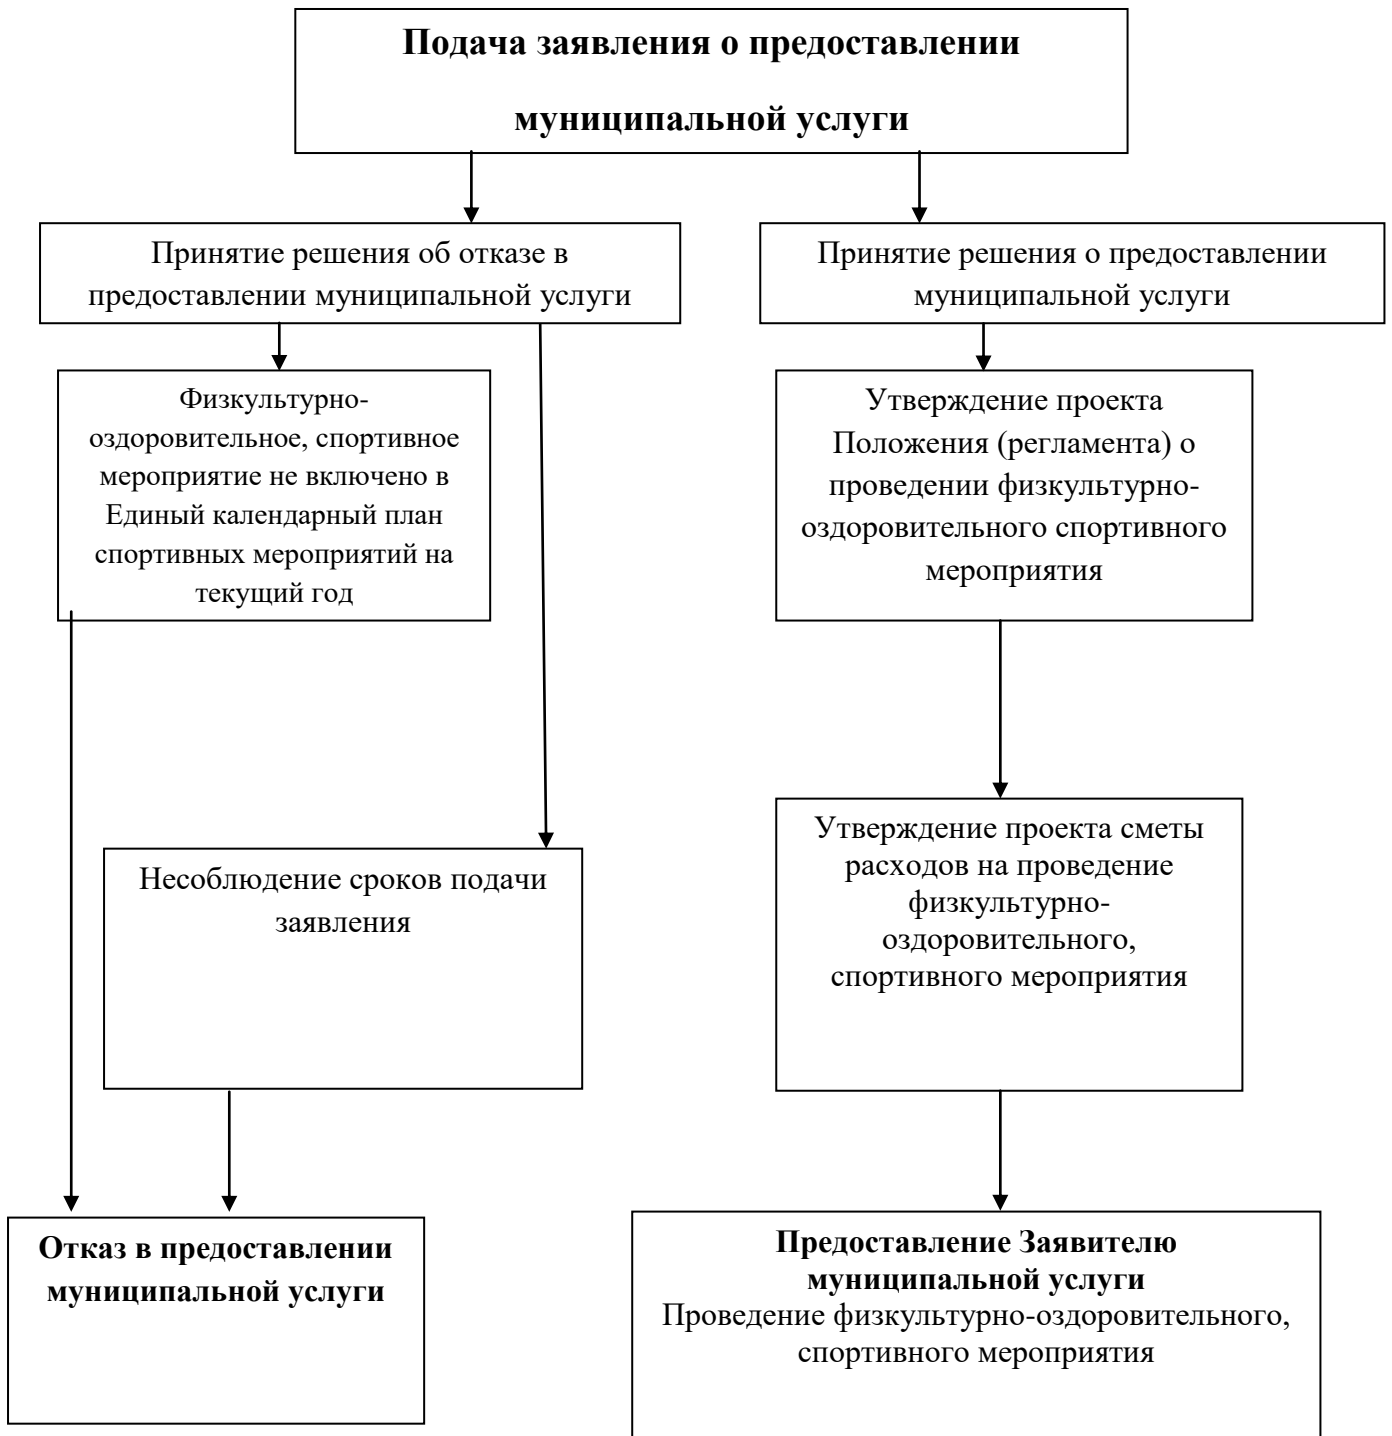 Подача заявления о предоставлении
муниципальной услуги
Принятие решения об отказе в
предоставлении муниципальной услуги
Принятие решения о предоставлении
муниципальной услуги
Физкультурно-
оздоровительное, спортивное
мероприятие не включено в
Единый календарный план
спортивных мероприятий на
текущий год
Утверждение проекта
Положения (регламента) о
проведении физкультурно-
оздоровительного спортивного
мероприятия
Несоблюдение сроков подачи
заявления
Утверждение проекта сметы
расходов на проведение
физкультурно-
оздоровительного,
спортивного мероприятия
Отказ в предоставлении
муниципальной услуги
Предоставление Заявителю
муниципальной услуги
Проведение физкультурно-оздоровительного,
спортивного мероприятия